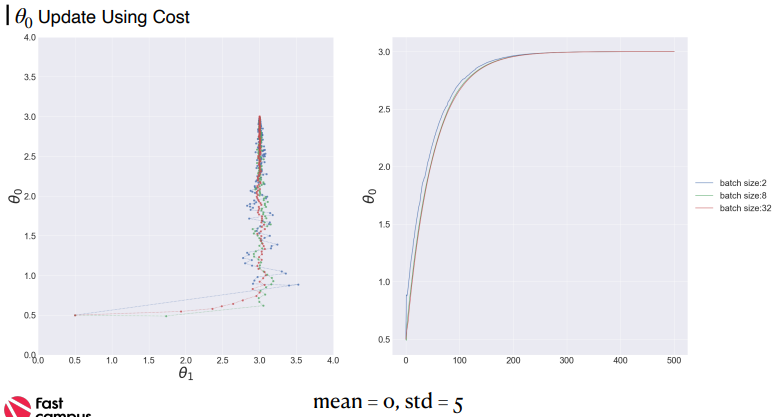 θ0 Update Using Cost
4.0
3.5
3.0
2.5
2.0
1.5
1.0
0.5
0.0
θ0
0.0 0.5 1.0 1.5 2.0 2.5 3.0 3.5 4.0
θ1
3.0
2.5
2.0
1.5
1.0
0.5
θ0
0 100 200 300 400 500
batch size:2
batch size:8
batch size:32
Fast
campus
mean = 0, std = 5